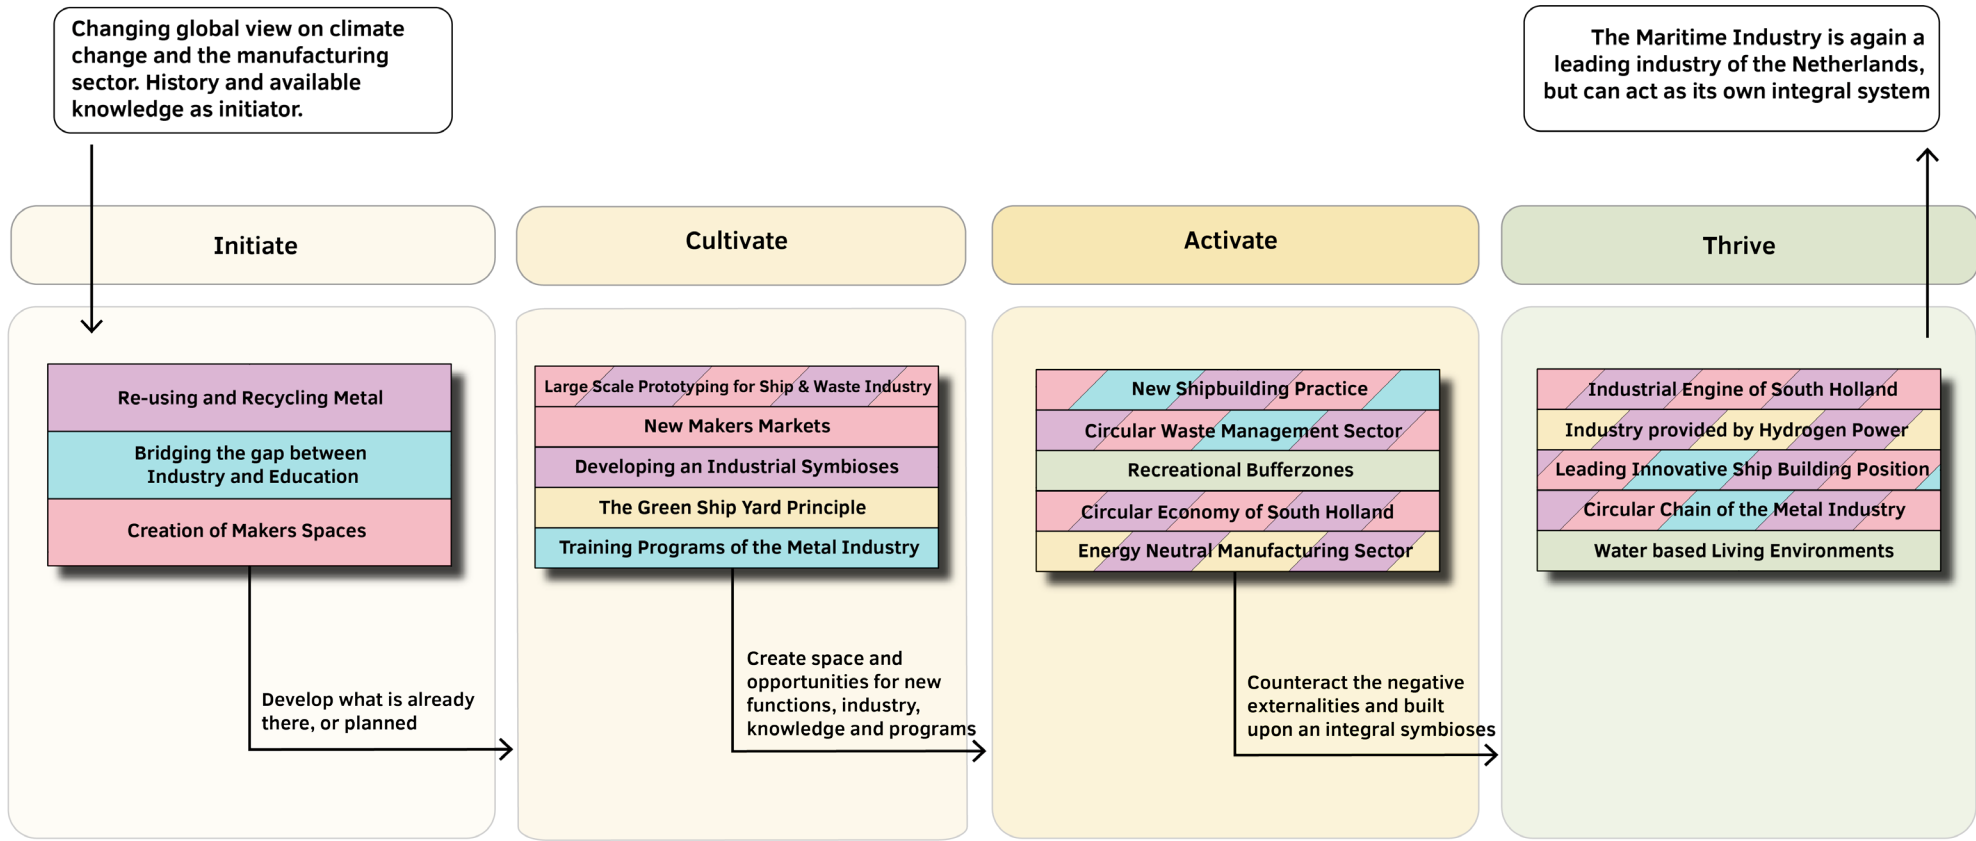 Changing global view on climate
change and the manufacturing
sector. History and available
knowledge as initiator.
The Maritime Industry is again a
leading industry of the Netherlands,
but can act as its own integral system
Initiate
Cultivate
Activate
Thrive
Re-using and Recycling Metal
Bridging the gap between
Industry and Education
Creation of Makers Spaces
Develop what is already
there, or planned
Large Scale Prototyping for Ship & Waste Industry
New Makers Markets
Developing an Industrial Symbioses
The Green Ship Yard Principle
Training Programs of the Metal Industry
Create space and
opportunities for new
functions, industry,
knowledge and programs
New Shipbuilding Practice
Circular Waste Management Sector
Recreational Bufferzones
Circular Economy of South Holland
Energy Neutral Manufacturing Sector
Counteract the negative
externalities and built
upon an integral symbioses
Industrial Engine of South Holland
Industry provided by Hydrogen Power
Leading Innovative Ship Building Position
Circular Chain of the Metal Industry
Water based Living Environments